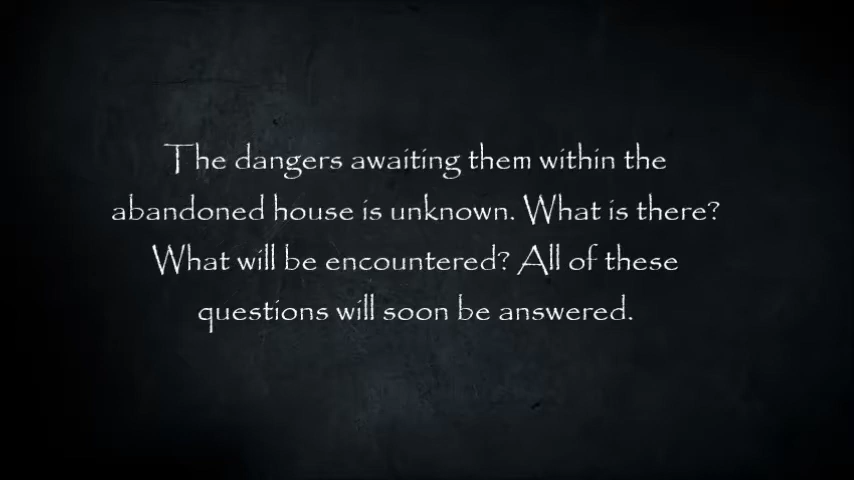 The dangers awaiting them within the
abandoned house is unknown. What is there?
What will be encountered? All of these
questions will soon be answered.